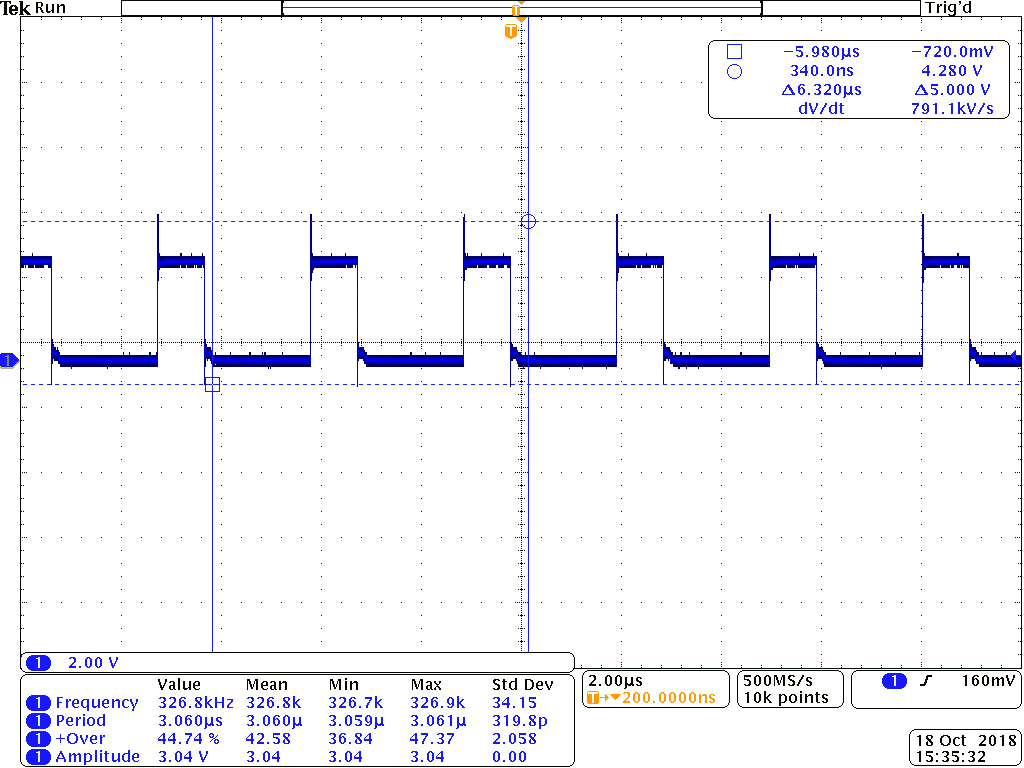 Tek Run Trig'd
T
T
−5.980µs −720.0mV
340.0ns 4.280 V
Δ6.320µs Δ5.000 V
dV/dt 791.1kV/s
1
1 2.00 V
Value Mean Min Max Std Dev
1 Frequency 326.8kHz 326.8k 326.7k 326.9k 34.15
1 Period 3.060µs 3.060µ 3.059µ 3.061µ 319.8p
1 +Over 44.74 % 42.58 36.84 47.37 2.058
1 Amplitude 3.04 V 3.04 3.04 3.04 0.00
2.00µs
T→▼200.0000ns
500MS/s
10k points
1 160mV
18 Oct 2018
15:35:32